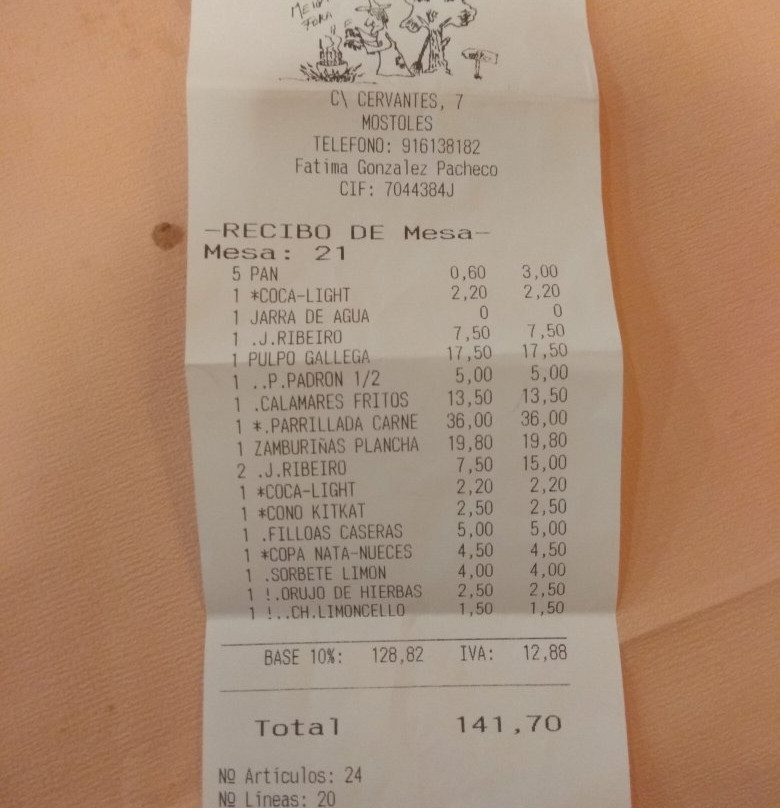 MEIGA
FORA
C\ CERVANTES, 7
MOSTOLES
TELEFONO: 916138182
Fatima Gonzalez Pacheco
CIF: 7044384J
-RECIBO DE Mesa-
Mesa: 21
5 PAN 0,60 3,00
1 *COCA-LIGHT 2,20 2,20
1 JARRA DE AGUA 0 0
1 .J.RIBEIRO 7,50 7,50
1 PULPO GALLEGA 17,50 17,50
1 ..P.PADRON 1/2 5,00 5,00
1 .CALAMARES FRITOS 13,50 13,50
1 *.PARRILLADA CARNE 36,00 36,00
1 ZAMBURIÑAS PLANCHA 19,80 19,80
2 .J.RIBEIRO 7,50 15,00
1 *COCA-LIGHT 2,20 2,20
1 *CONO KITKAT 2,50 2,50
1 .FILLOAS CASERAS 5,00 5,00
1 *COPA NATA-NUECES 4,50 4,50
1 .SORBETE LIMON 4,00 4,00
1 !.ORUJO DE HIERBAS 2,50 2,50
1 !..CH.LIMONCELLO 1,50 1,50
BASE 10%: 128,82 IVA: 12,88
Total 141,70
Nº Articulos: 24
Nº Lineas: 20